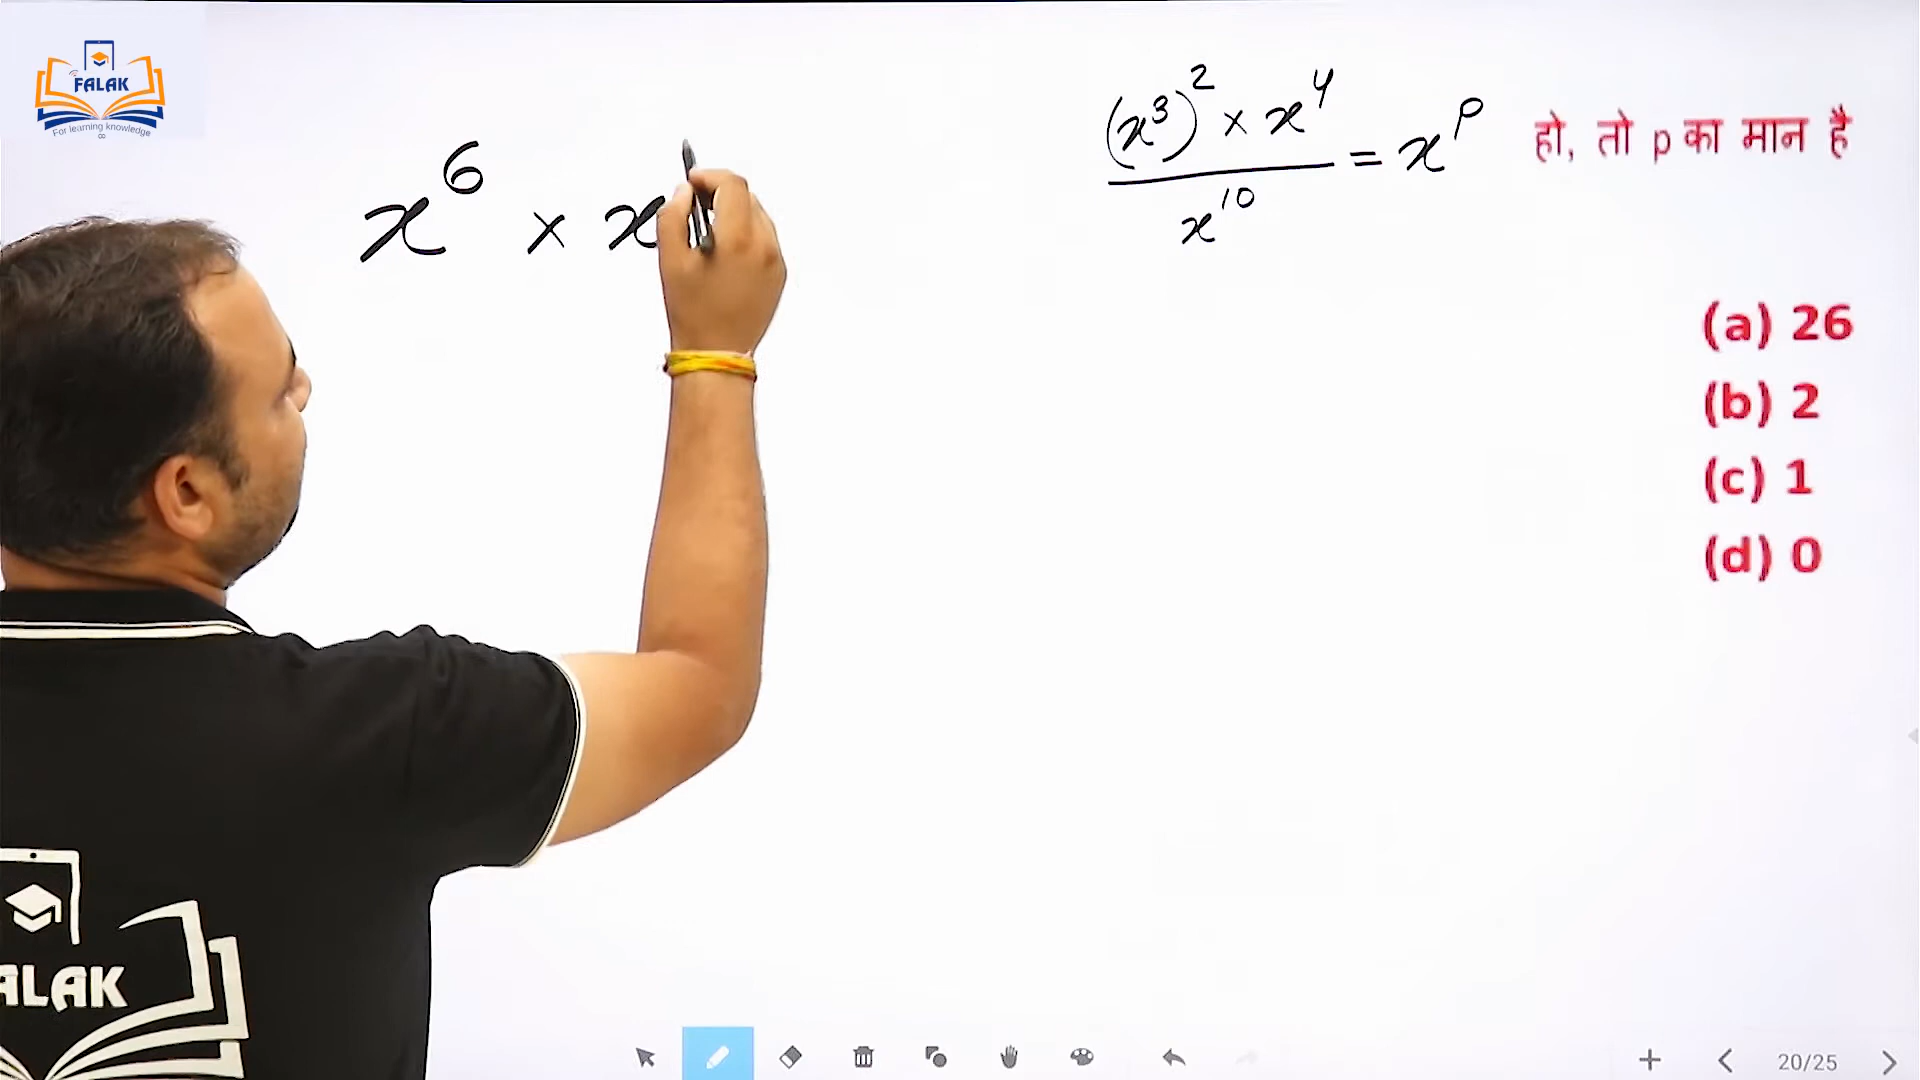 FALAK
For learning knowledge
x^6 × x
(x^3)^2 × x^4 / x^10 = x^p हो, तो p का मान है
(a) 26
(b) 2
(c) 1
(d) 0
ALAK
20/25